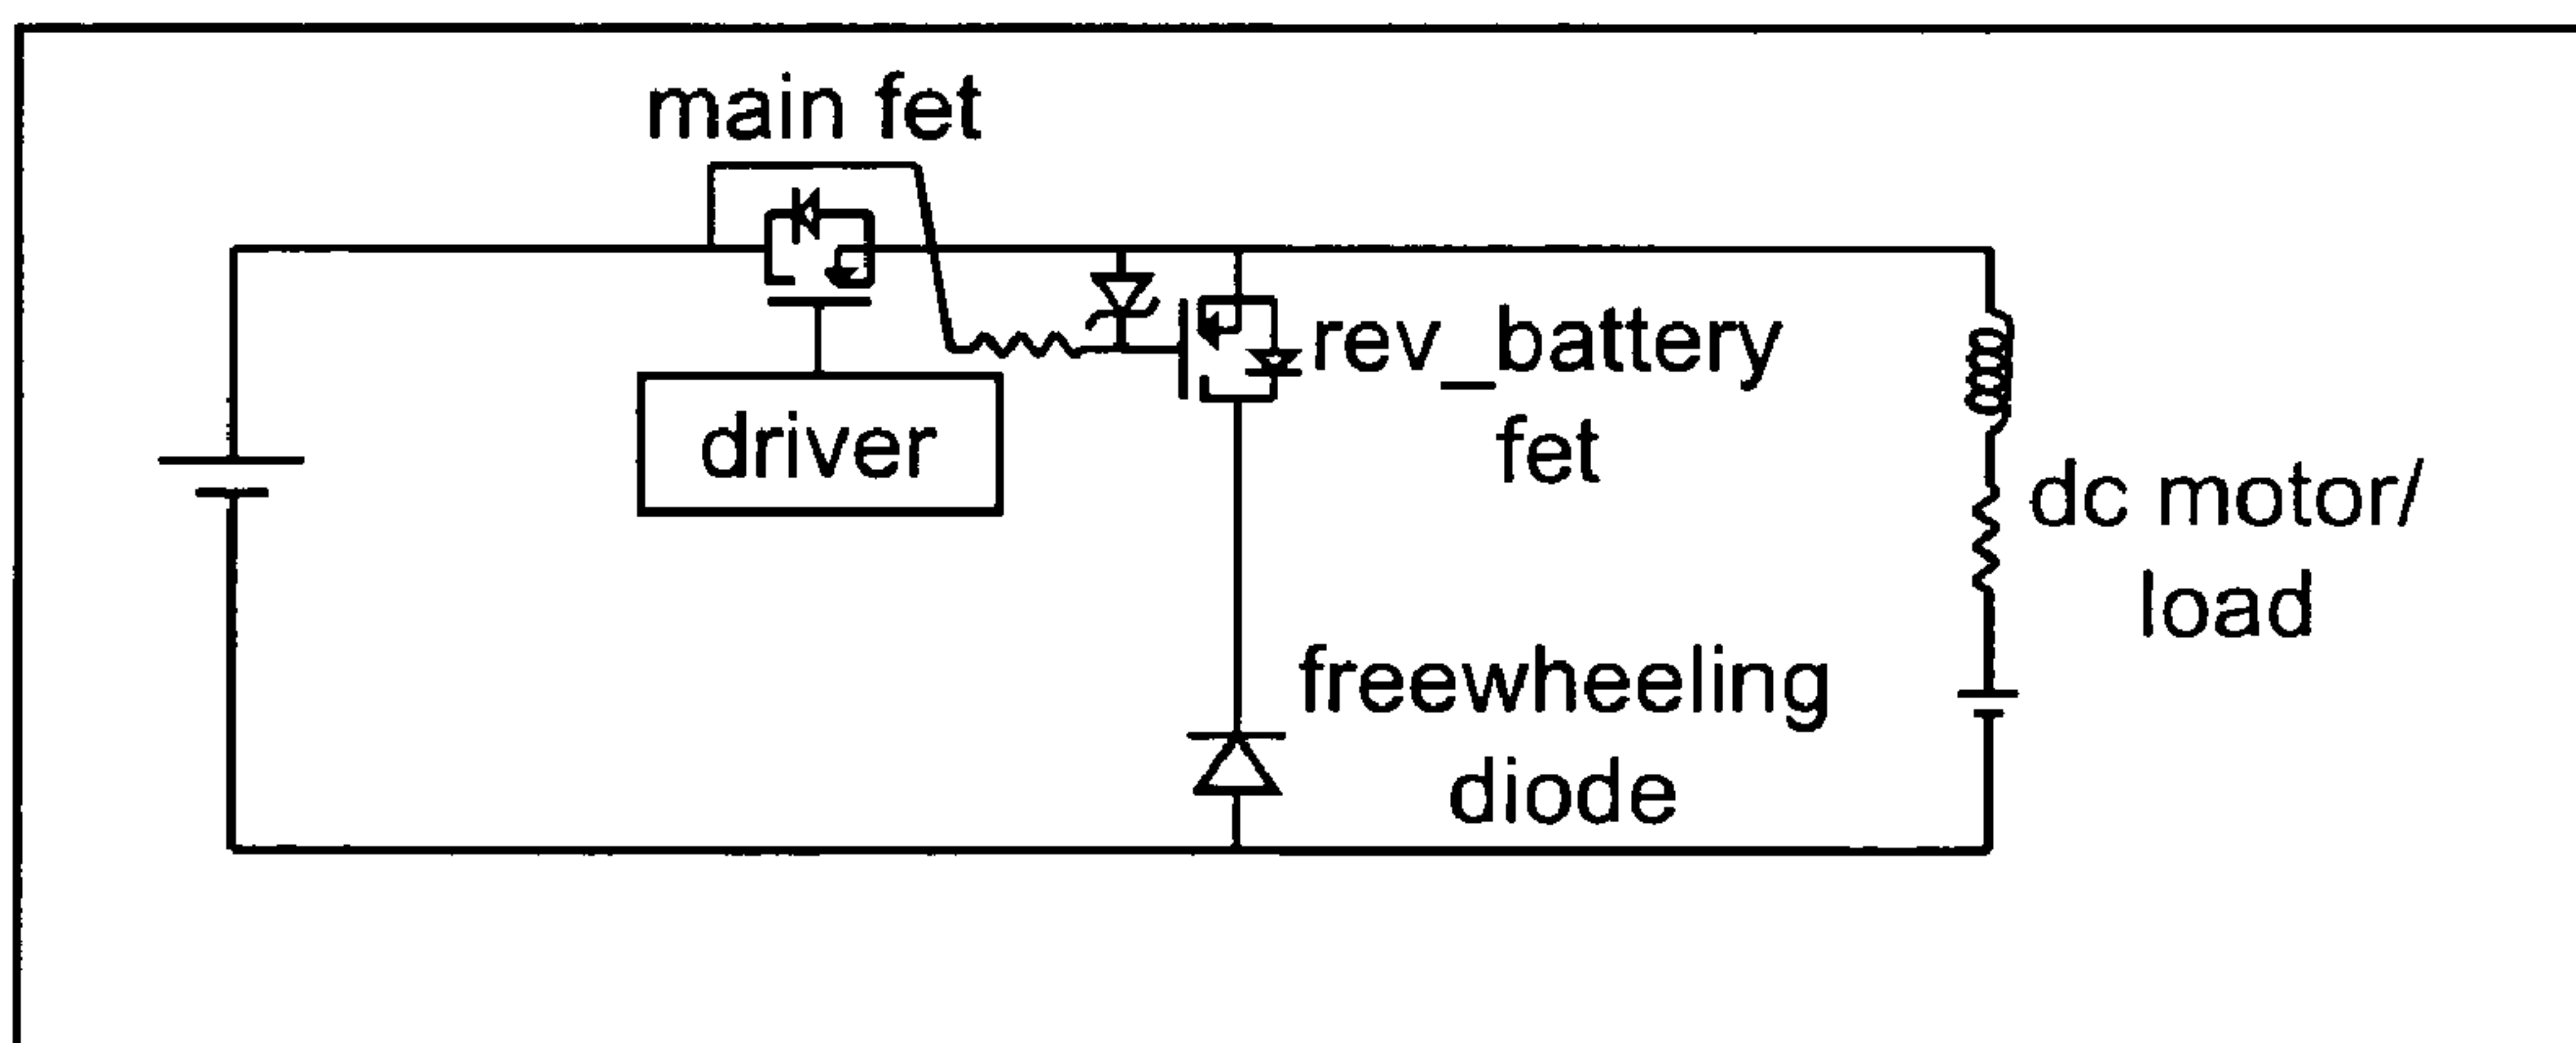 main fet
driver
rev_battery
fet
dc motor/
load
freewheeling
diode